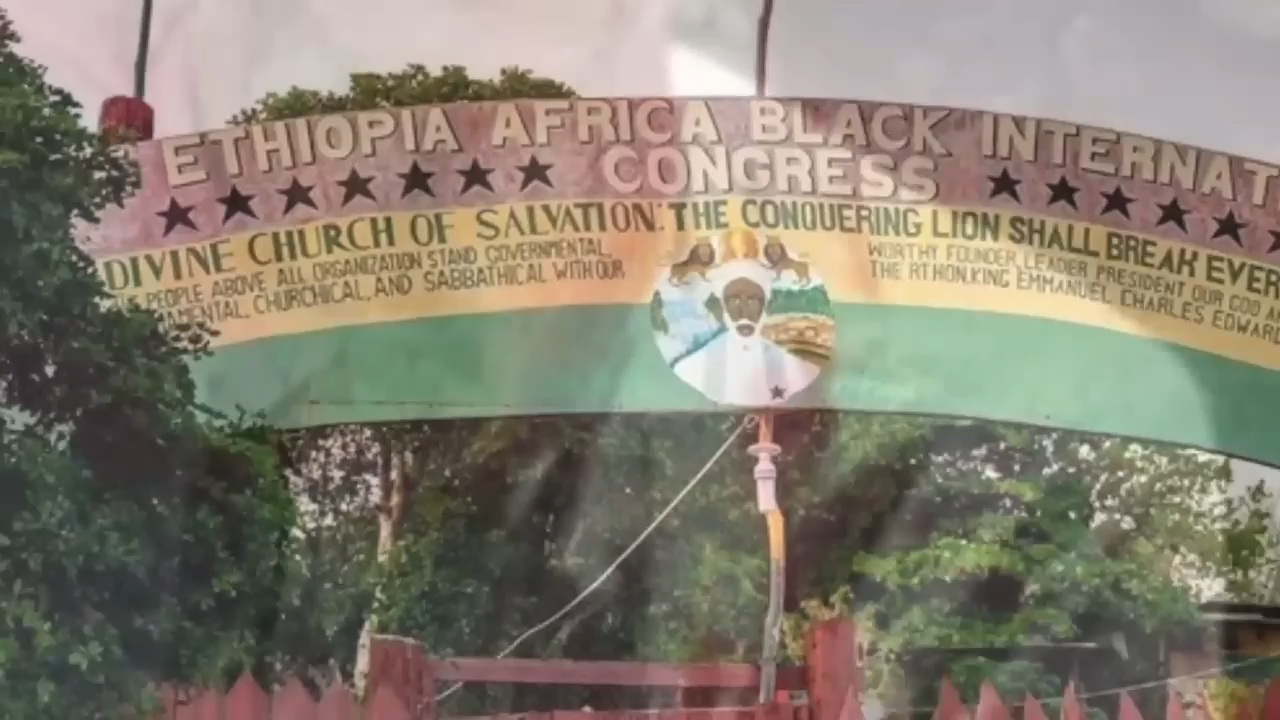 ETHIOPIA AFRICA BLACK INTERNAT
CONGRESS
DIVINE CHURCH OF SALVATION: THE CONQUERING LION SHALL BREAK EVER
PEOPLE ABOVE ALL ORGANIZATION STAND GOVERNMENTAL,
AMENTAL, CHURCHICAL, AND SABBATHICAL WITH OUR
WORTHY FOUNDER, LEADER PRESIDENT OUR GOD
THE RT HON. KING EMMANUEL CHARLES EDWARD